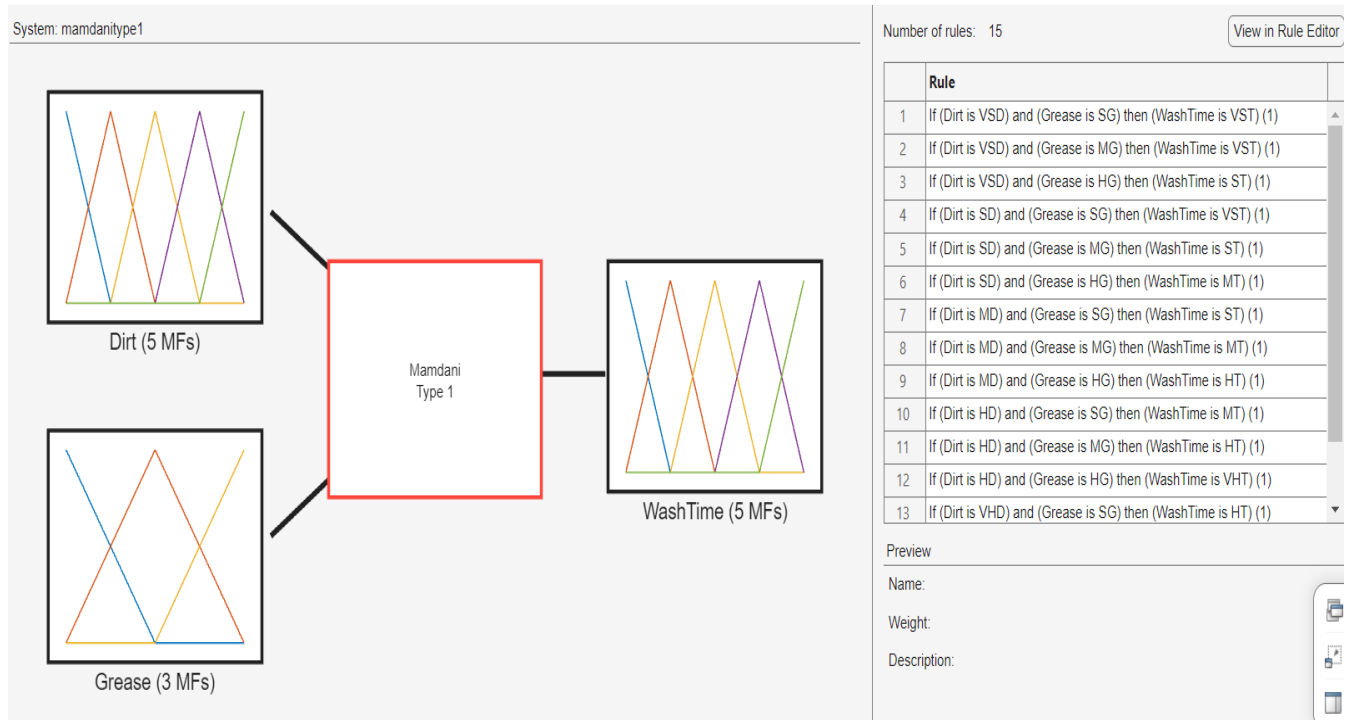 System: mamdanitype1
Dirt (5 MFs)
Mamdani
Type 1
WashTime (5 MFs)
Grease (3 MFs)
Number of rules: 15
View in Rule Editor
Rule
1 If (Dirt is VSD) and (Grease is SG) then (WashTime is VST) (1)
2 If (Dirt is VSD) and (Grease is MG) then (WashTime is VST) (1)
3 If (Dirt is VSD) and (Grease is HG) then (WashTime is ST) (1)
4 If (Dirt is SD) and (Grease is SG) then (WashTime is VST) (1)
5 If (Dirt is SD) and (Grease is MG) then (WashTime is ST) (1)
6 If (Dirt is SD) and (Grease is HG) then (WashTime is MT) (1)
7 If (Dirt is MD) and (Grease is SG) then (WashTime is ST) (1)
8 If (Dirt is MD) and (Grease is MG) then (WashTime is MT) (1)
9 If (Dirt is MD) and (Grease is HG) then (WashTime is HT) (1)
10 If (Dirt is HD) and (Grease is SG) then (WashTime is MT) (1)
11 If (Dirt is HD) and (Grease is MG) then (WashTime is HT) (1)
12 If (Dirt is HD) and (Grease is HG) then (WashTime is VHT) (1)
13 If (Dirt is VHD) and (Grease is SG) then (WashTime is HT) (1)
Preview
Name:
Weight:
Description: